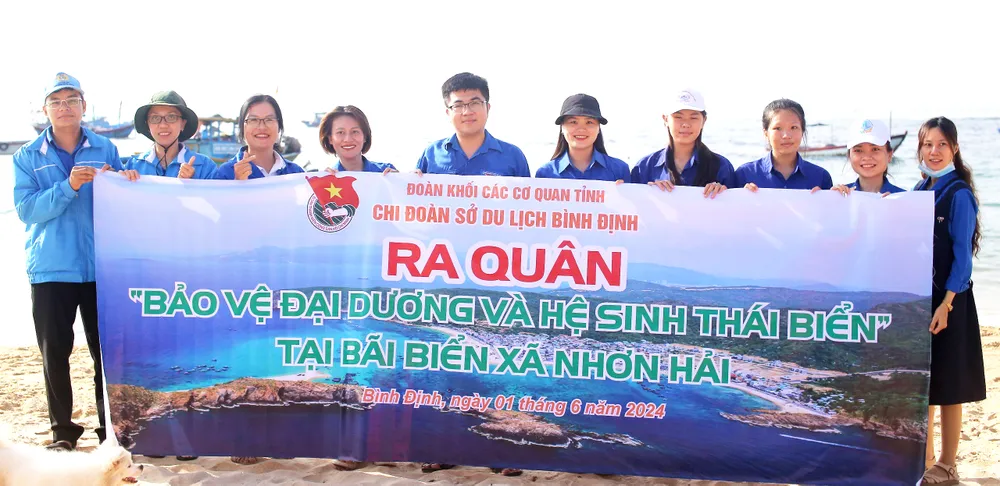 ĐOÀN KHỐI CÁC CƠ QUAN TỈNH
CHI ĐOÀN SỞ DU LỊCH BÌNH ĐỊNH
RA QUÂN
"BẢO VỆ ĐẠI DƯƠNG VÀ HỆ SINH THÁI BIỂN"
TẠI BÃI BIỂN XÃ NHƠN HẢI
Bình Định, ngày 01 tháng 6 năm 2024